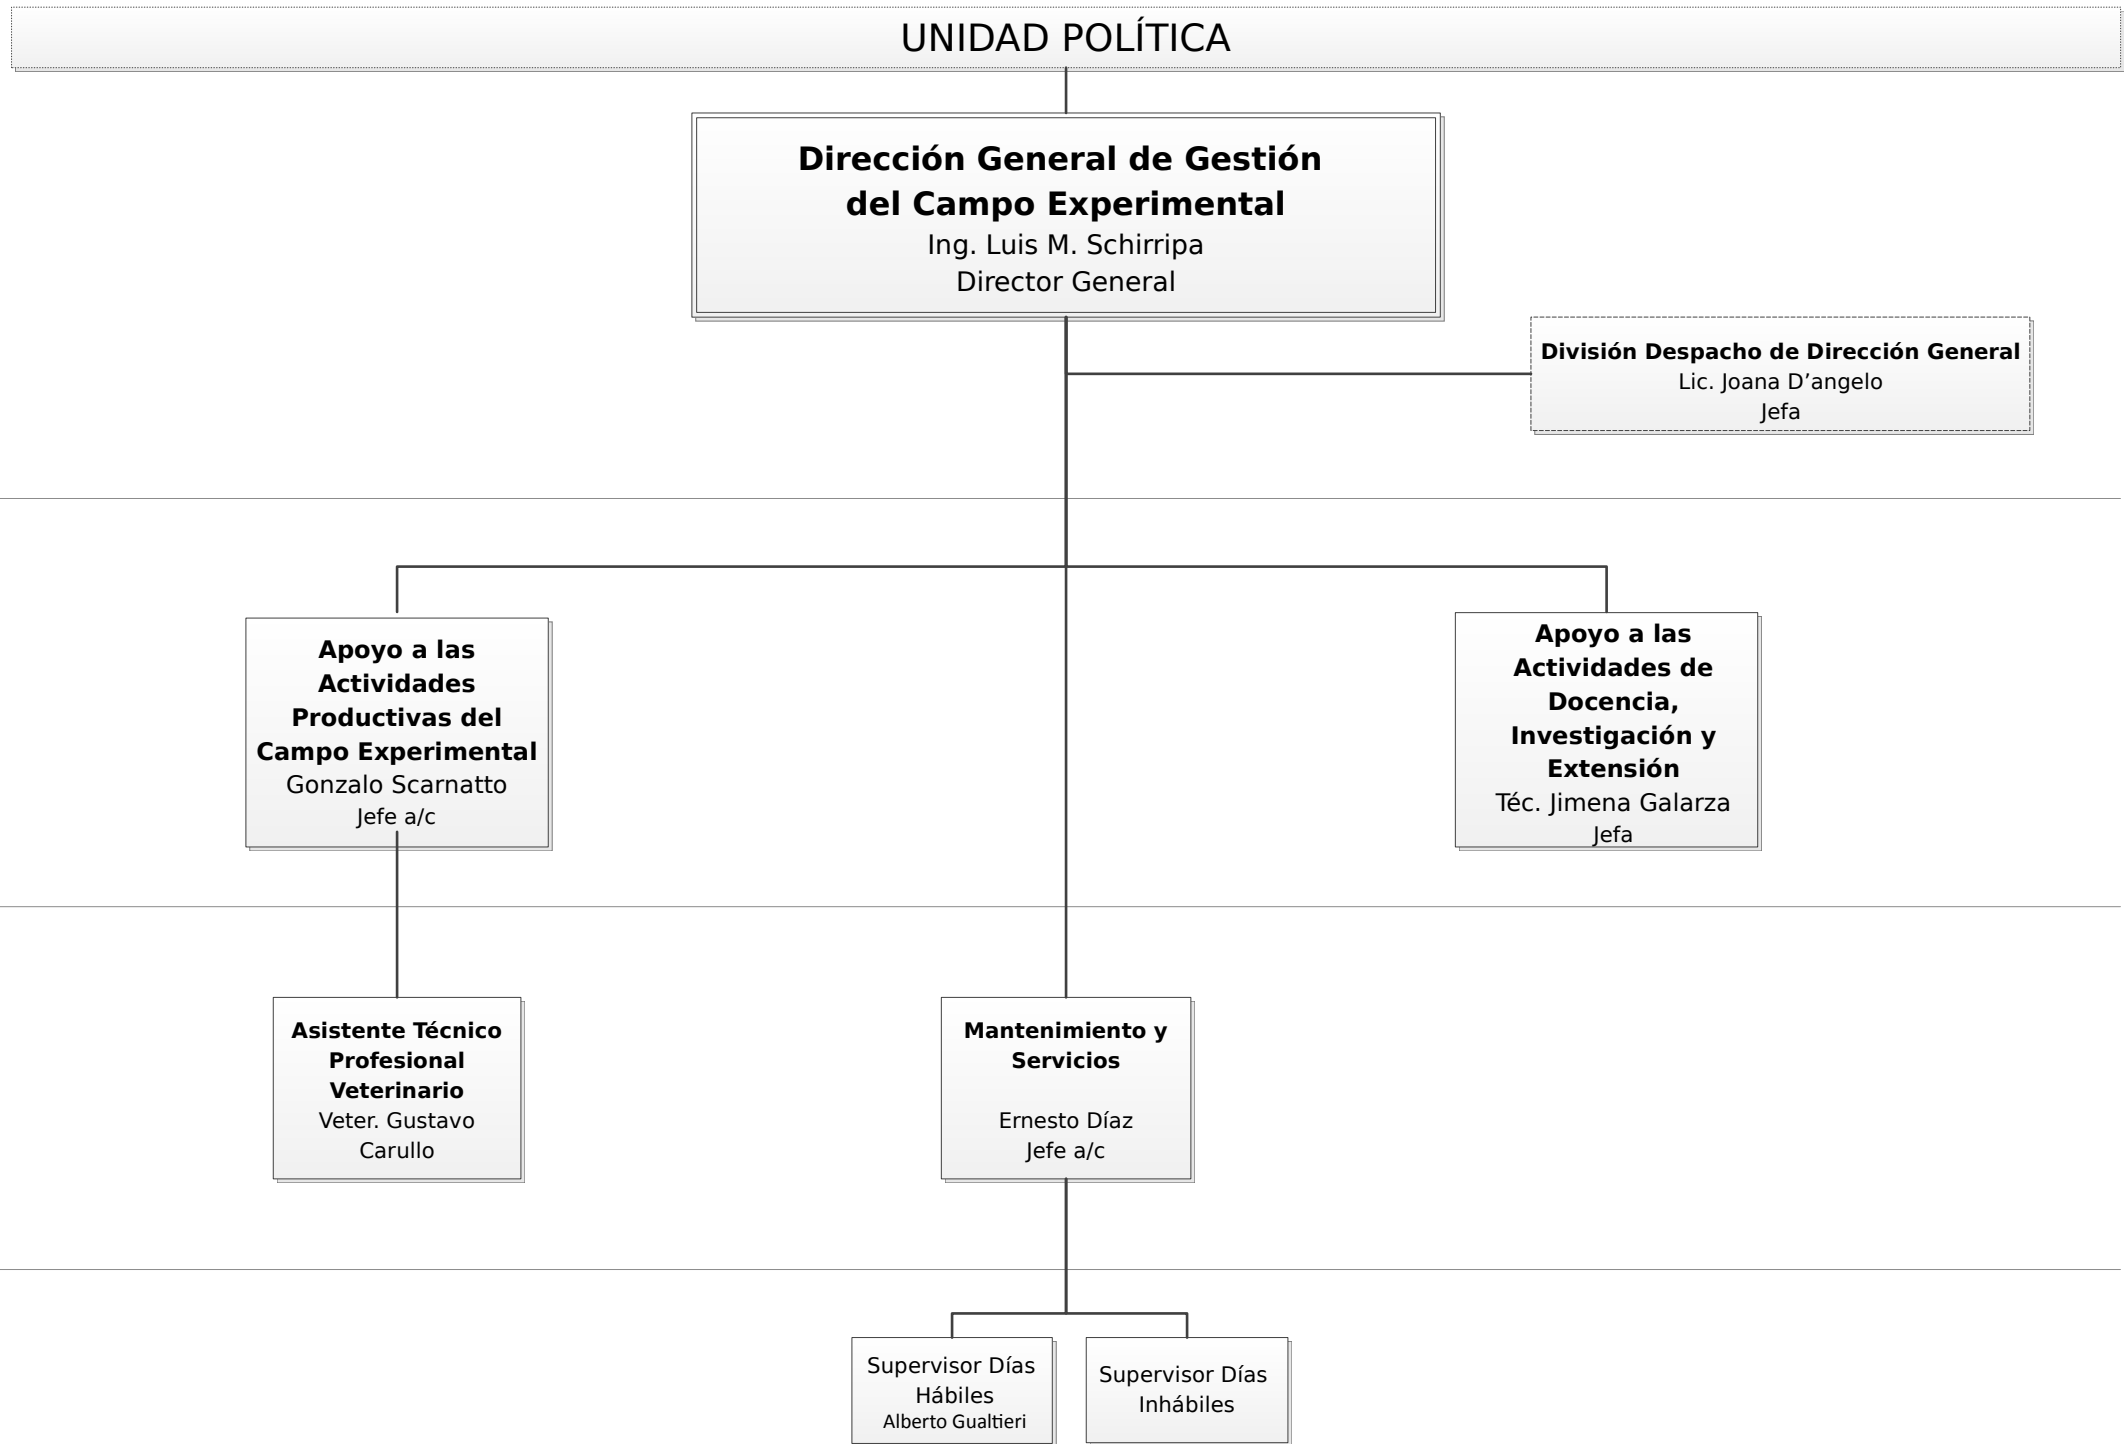 UNIDAD POLÍTICA
Dirección General de Gestión
del Campo Experimental
Ing. Luis M. Schirripa
Director General
División Despacho de Dirección General
Lic. Joana D’angelo
Jefa
Apoyo a las
Actividades
Productivas del
Campo Experimental
Gonzalo Scarnatto
Jefe a/c
Apoyo a las
Actividades de
Docencia,
Investigación y
Extensión
Téc. Jimena Galarza
Jefa
Asistente Técnico
Profesional
Veterinario
Veter. Gustavo
Carullo
Mantenimiento y
Servicios
Ernesto Díaz
Jefe a/c
Supervisor Días
Hábiles
Alberto Gualtieri
Supervisor Días
Inhábiles